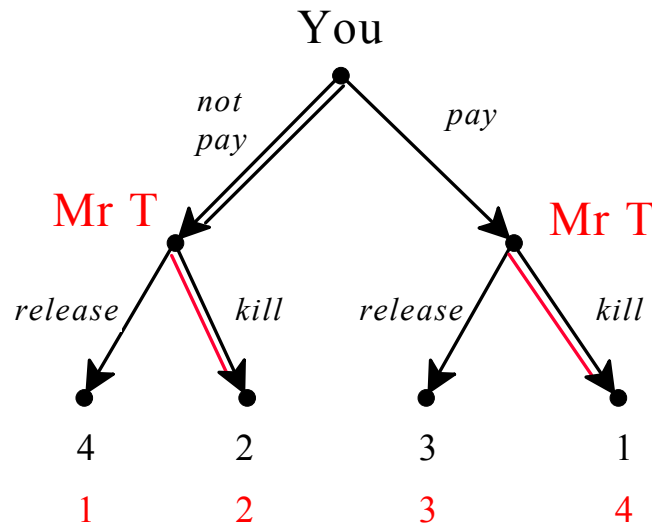 You
not
pay
pay
Mr T
Mr T
release
kill
release
kill
4 2 3 1
1 2 3 4